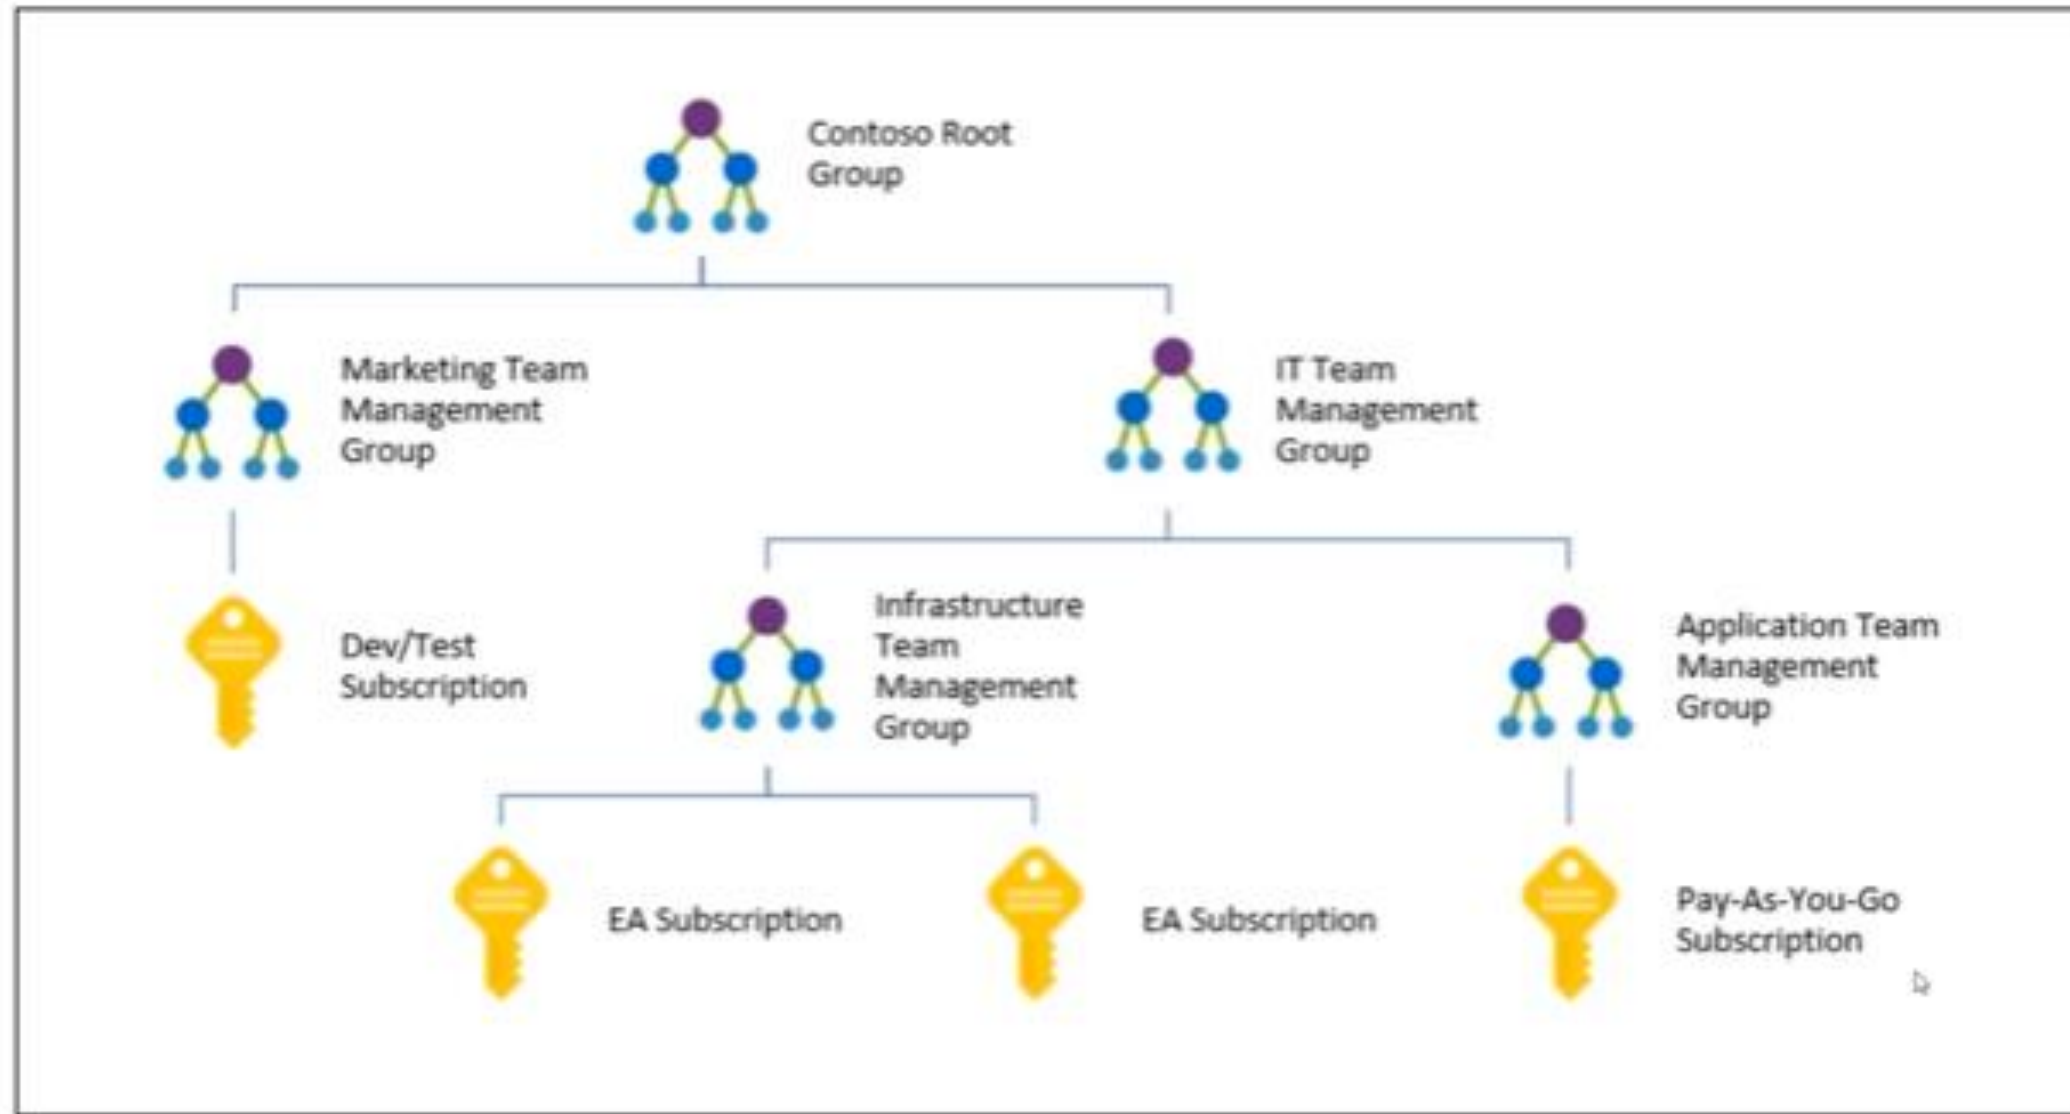 Contoso Root
Group
Marketing Team
Management
Group
IT Team
Management
Group
Dev/Test
Subscription
Infrastructure
Team
Management
Group
Application Team
Management
Group
EA Subscription
EA Subscription
Pay-As-You-Go
Subscription